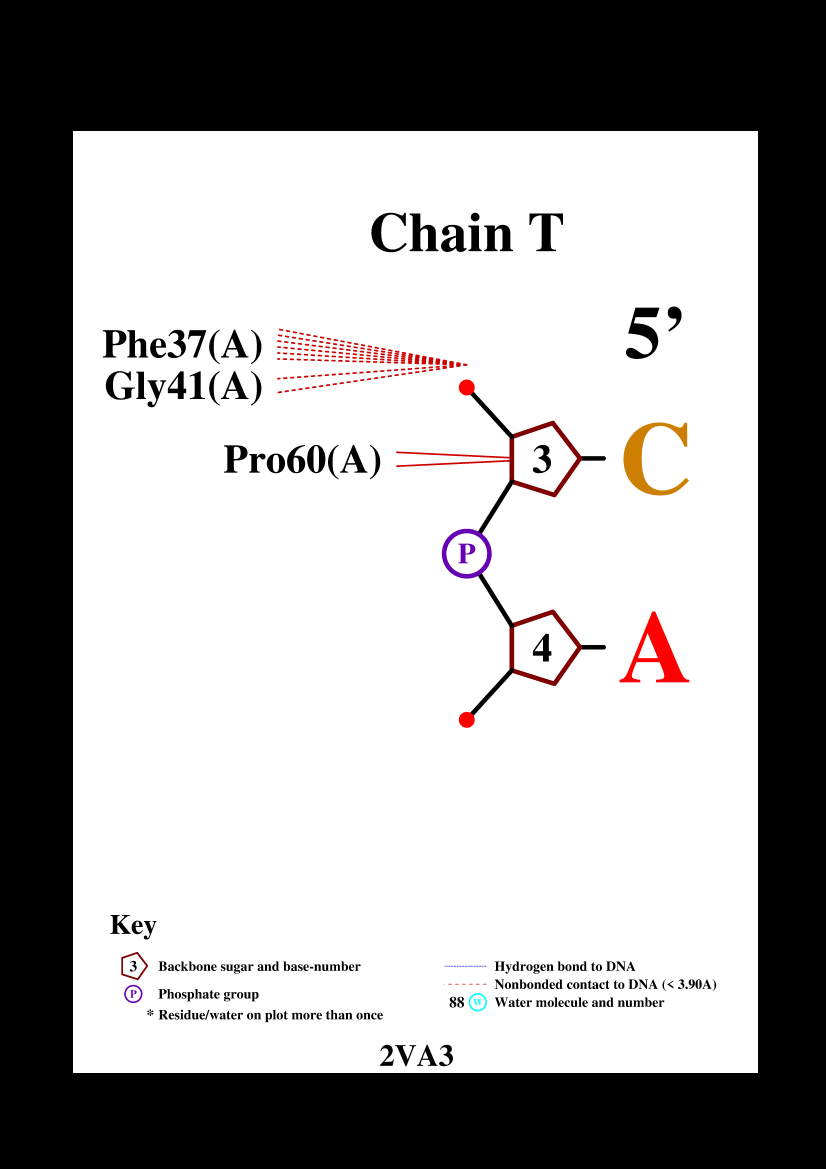 Chain T
5’
Phe37(A)
Gly41(A)
C
Pro60(A)
3
P
A
4
Key
3 Backbone sugar and base-number
P Phosphate group
* Residue/water on plot more than once
Hydrogen bond to DNA
Nonbonded contact to DNA (< 3.90A)
88 W Water molecule and number
2VA3